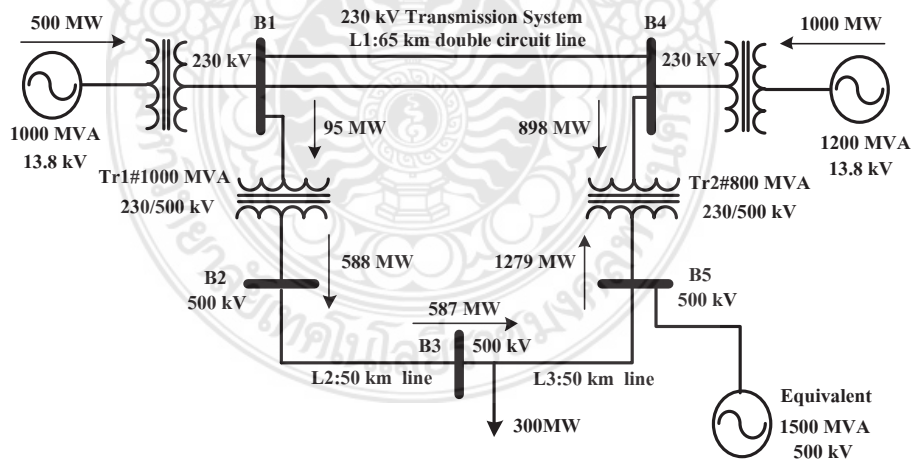 500 MW
B1
230 kV Transmission System
L1:65 km double circuit line
B4
1000 MW
230 kV
230 kV
1000 MVA
13.8 kV
95 MW
898 MW
1200 MVA
13.8 kV
Tr1#1000 MVA
230/500 kV
Tr2#800 MVA
230/500 kV
588 MW
1279 MW
B2
500 kV
B5
500 kV
587 MW
B3
500 kV
L2:50 km line
L3:50 km line
300MW
Equivalent
1500 MVA
500 kV